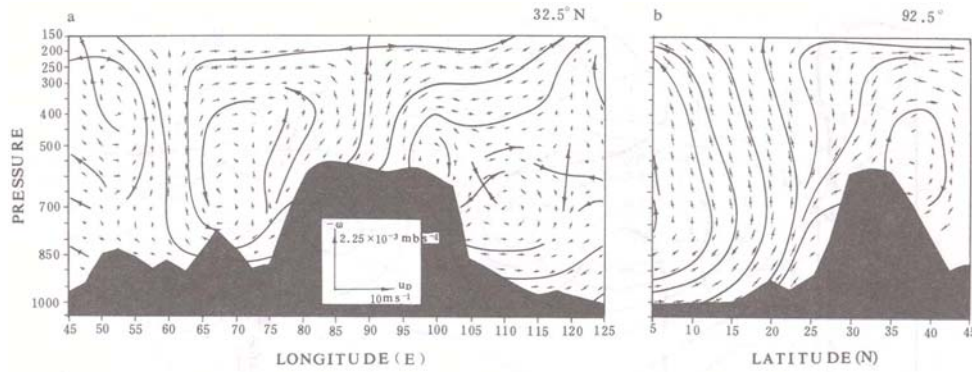 a 32.5°N b 92.5°
150
200
250
300
400
500
700
850
1000
PRESSURE
-ω
2.25×10⁻³ mb s⁻¹
u_D
10ms⁻¹
45 50 55 60 65 70 75 80 85 90 95 100 105 110 115 120 125
5 10 15 20 25 30 35 40 45
LONGITUDE(E) LATITUDE(N)